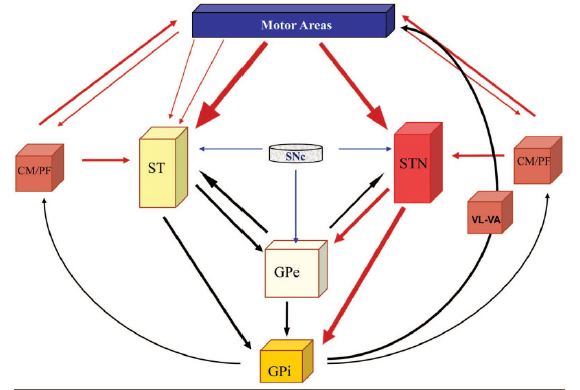 Motor Areas
CM/PF
ST
SNc
STN
CM/PF
VL-VA
GPe
GPi